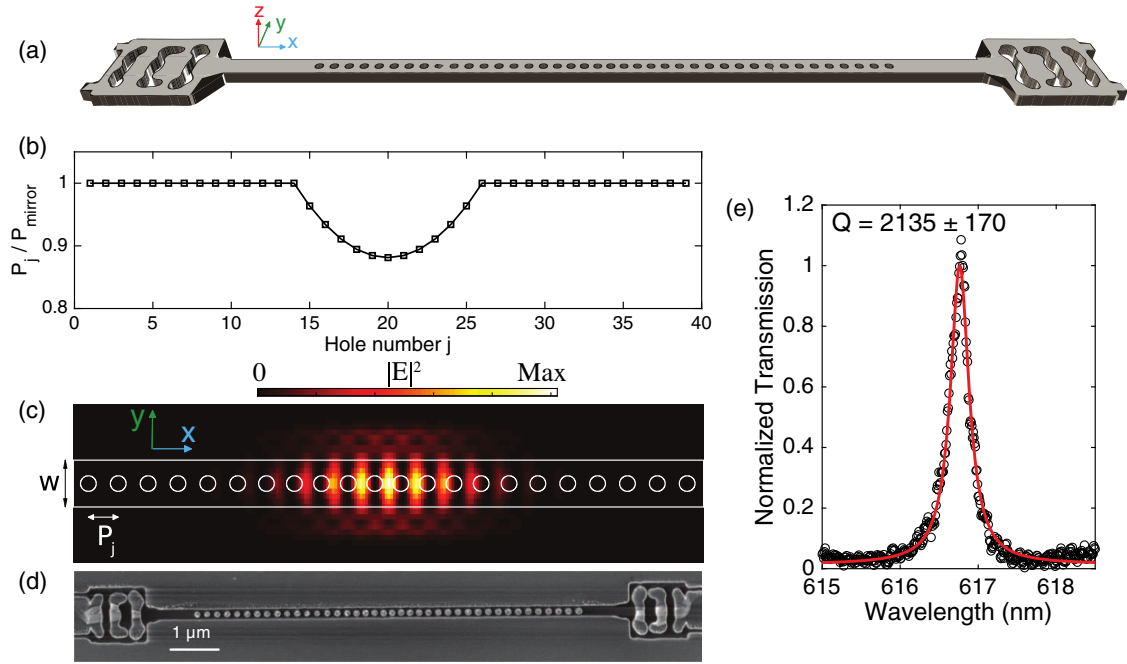 (a)
z
y
x
(b)
1
0.9
0.8
P_j / P_mirror
0 5 10 15 20 25 30 35 40
Hole number j
0 |E|² Max
(c)
y
x
w
P_j
(d)
1 μm
(e)
Q = 2135 ± 170
1.2
1
0.8
0.6
0.4
0.2
0
Normalized Transmission
615 616 617 618
Wavelength (nm)